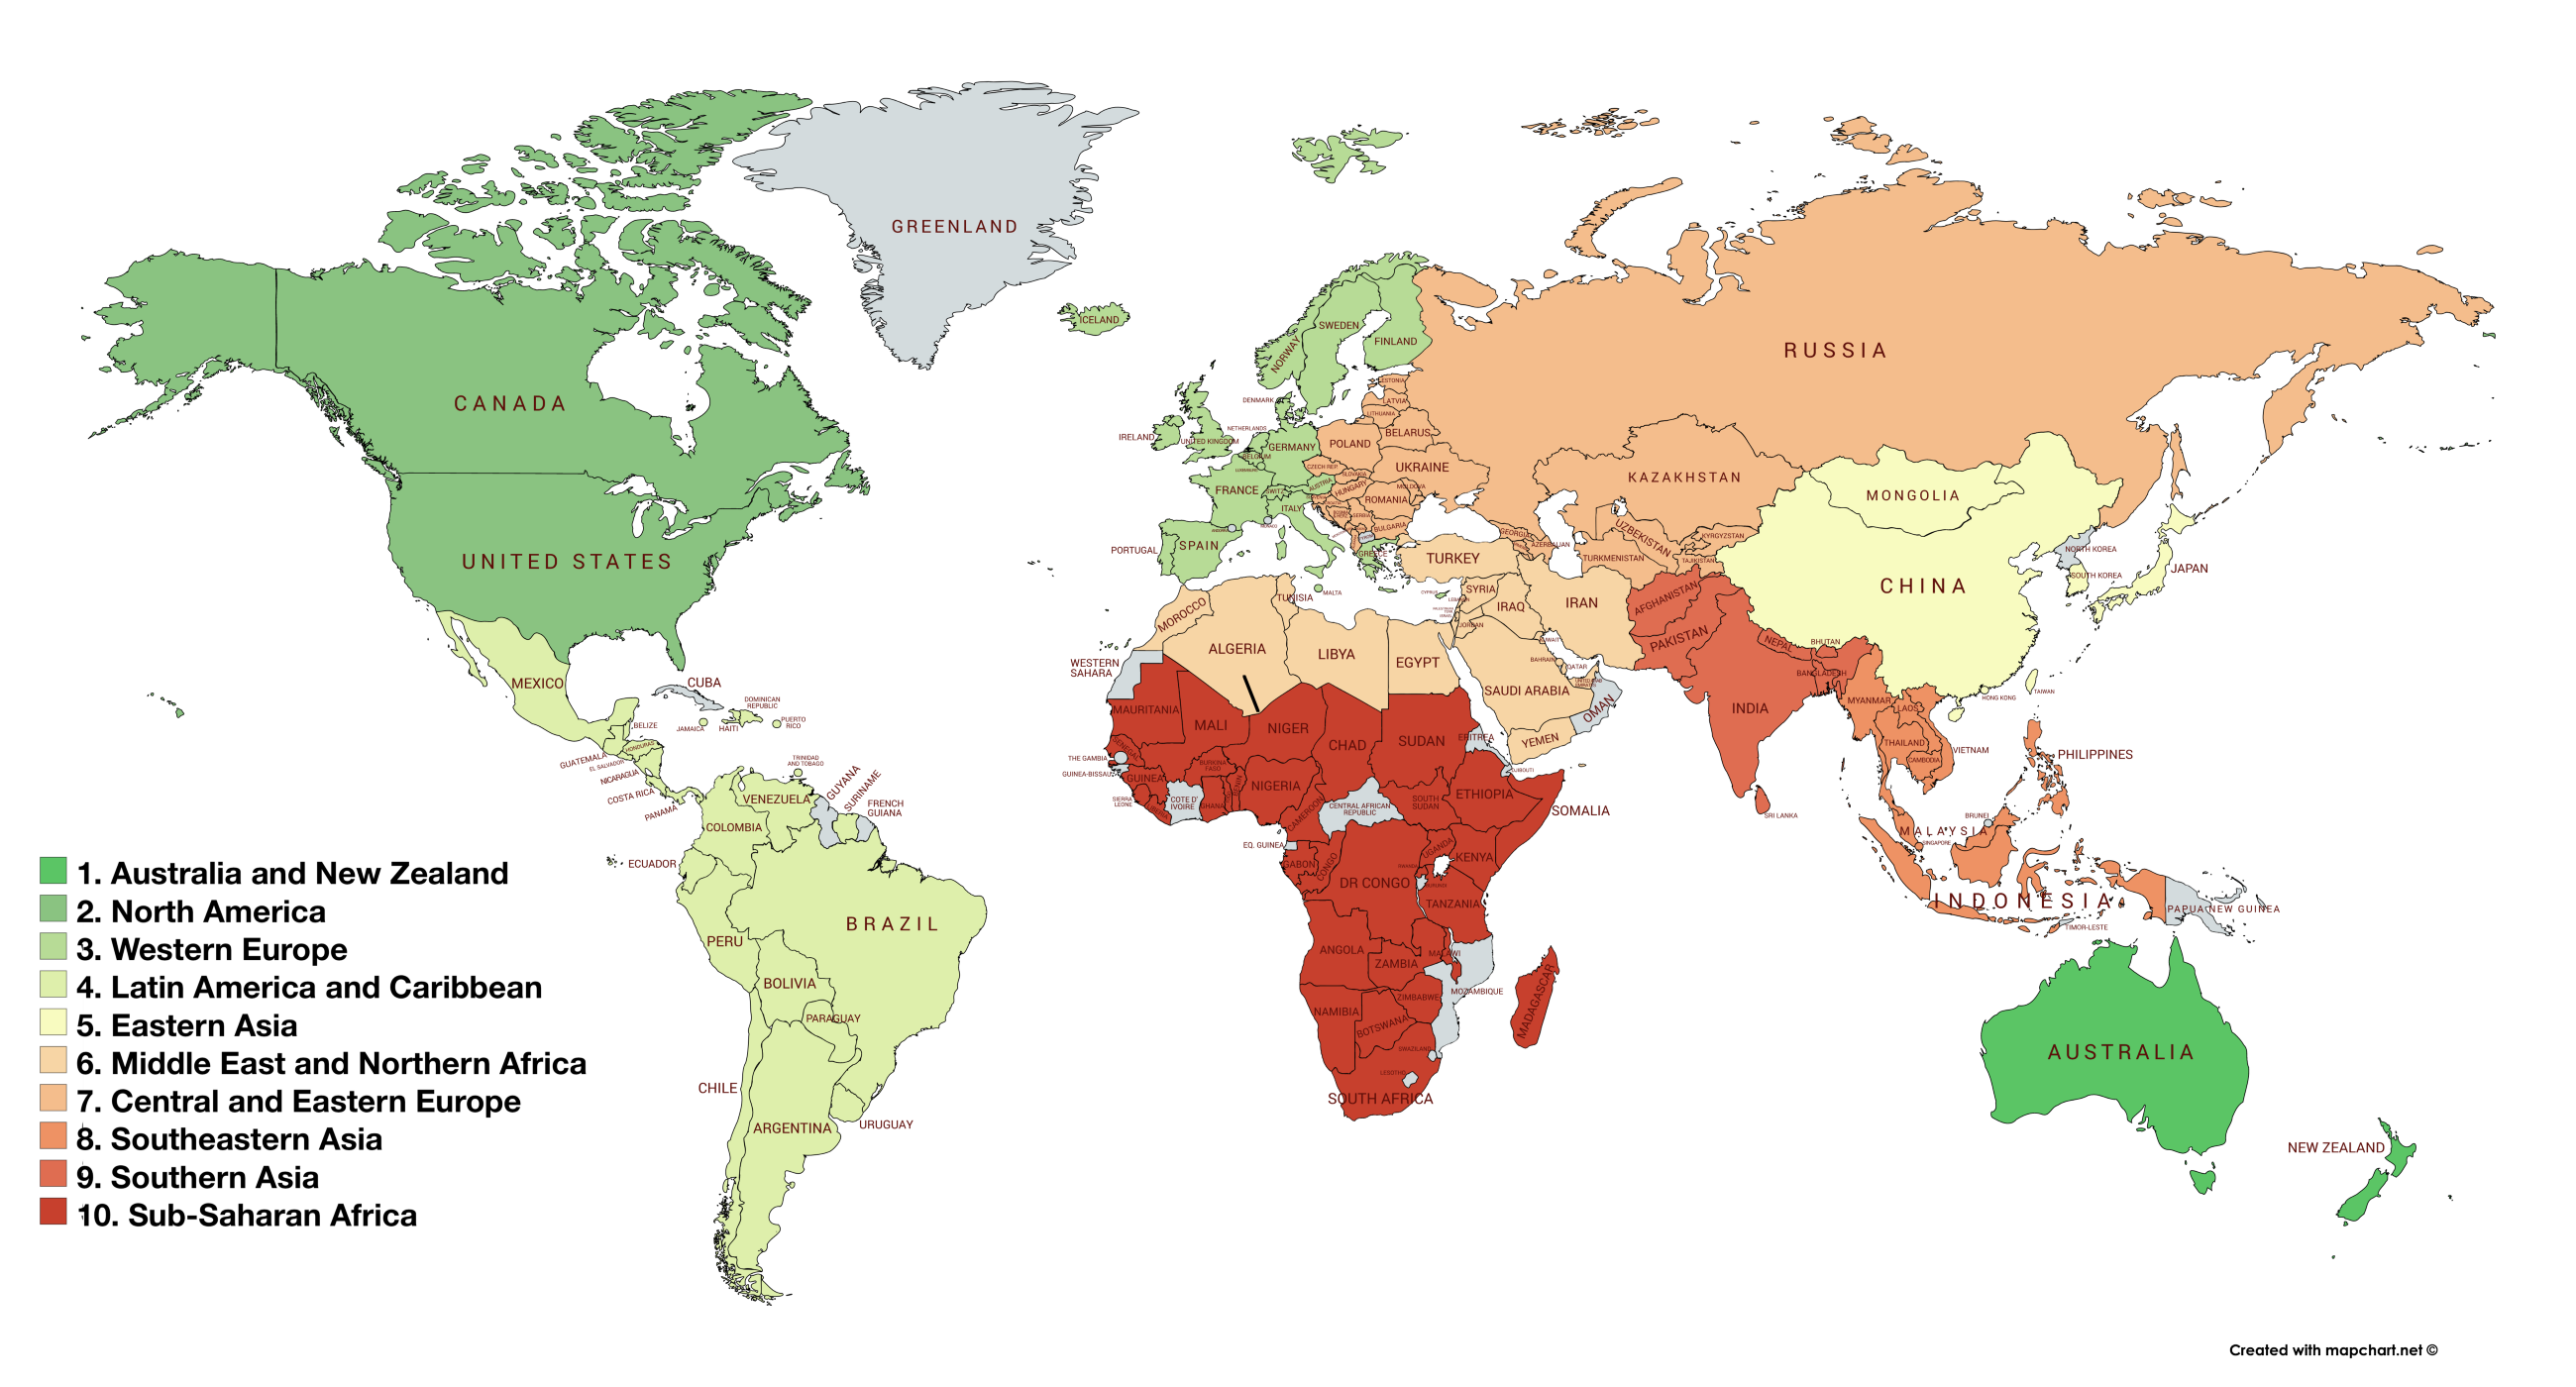 GREENLAND
ICELAND
CANADA
UNITED STATES
MEXICO
CUBA
DOMINICAN
REPUBLIC
JAMAICA
HAITI
PUERTO
RICO
BELIZE
GUATEMALA
HONDURAS
EL SALVADOR
NICARAGUA
COSTA RICA
PANAMA
TRINIDAD
AND TOBAGO
VENEZUELA
GUYANA
SURINAME
FRENCH
GUIANA
COLOMBIA
ECUADOR
BRAZIL
PERU
BOLIVIA
PARAGUAY
CHILE
ARGENTINA
URUGUAY
NORWAY
SWEDEN
FINLAND
ESTONIA
LATVIA
LITHUANIA
DENMARK
IRELAND
UNITED KINGDOM
NETHERLANDS
BELGIUM
GERMANY
POLAND
BELARUS
UKRAINE
CZECH REP.
SLOVAKIA
AUSTRIA
HUNGARY
MOLDOVA
ROMANIA
FRANCE
SWITZ.
ITALY
MONACO
SERBIA
BULGARIA
GREECE
PORTUGAL
SPAIN
MALTA
CYPRUS
RUSSIA
KAZAKHSTAN
MONGOLIA
UZBEKISTAN
KYRGYZSTAN
TURKMENISTAN
TAJIKISTAN
GEORGIA
AZERBAIJAN
TURKEY
SYRIA
IRAQ
IRAN
JORDAN
KUWAIT
BAHRAIN
QATAR
UNITED ARAB
EMIRATES
SAUDI ARABIA
OMAN
YEMEN
AFGHANISTAN
PAKISTAN
NEPAL
BHUTAN
BANGLADESH
INDIA
SRI LANKA
CHINA
NORTH KOREA
SOUTH KOREA
JAPAN
TAIWAN
HONG KONG
MYANMAR
LAOS
THAILAND
VIETNAM
CAMBODIA
PHILIPPINES
BRUNEI
MALAYSIA
SINGAPORE
INDONESIA
TIMOR-LESTE
PAPUA NEW GUINEA
AUSTRALIA
NEW ZEALAND
MOROCCO
TUNISIA
ALGERIA
LIBYA
EGYPT
WESTERN
SAHARA
MAURITANIA
MALI
NIGER
CHAD
SUDAN
ERITREA
DJIBOUTI
SENEGAL
THE GAMBIA
GUINEA-BISSAU
GUINEA
SIERRA
LEONE
LIBERIA
COTE D'
IVOIRE
BURKINA
FASO
GHANA
BENIN
NIGERIA
CAMEROON
CENTRAL AFRICAN
REPUBLIC
SOUTH
SUDAN
ETHIOPIA
SOMALIA
EQ. GUINEA
GABON
CONGO
DR CONGO
UGANDA
KENYA
RWANDA
BURUNDI
TANZANIA
ANGOLA
ZAMBIA
MALAWI
MOZAMBIQUE
ZIMBABWE
NAMIBIA
BOTSWANA
SWAZILAND
LESOTHO
SOUTH AFRICA
MADAGASCAR
1. Australia and New Zealand
2. North America
3. Western Europe
4. Latin America and Caribbean
5. Eastern Asia
6. Middle East and Northern Africa
7. Central and Eastern Europe
8. Southeastern Asia
9. Southern Asia
10. Sub-Saharan Africa
Created with mapchart.net ©